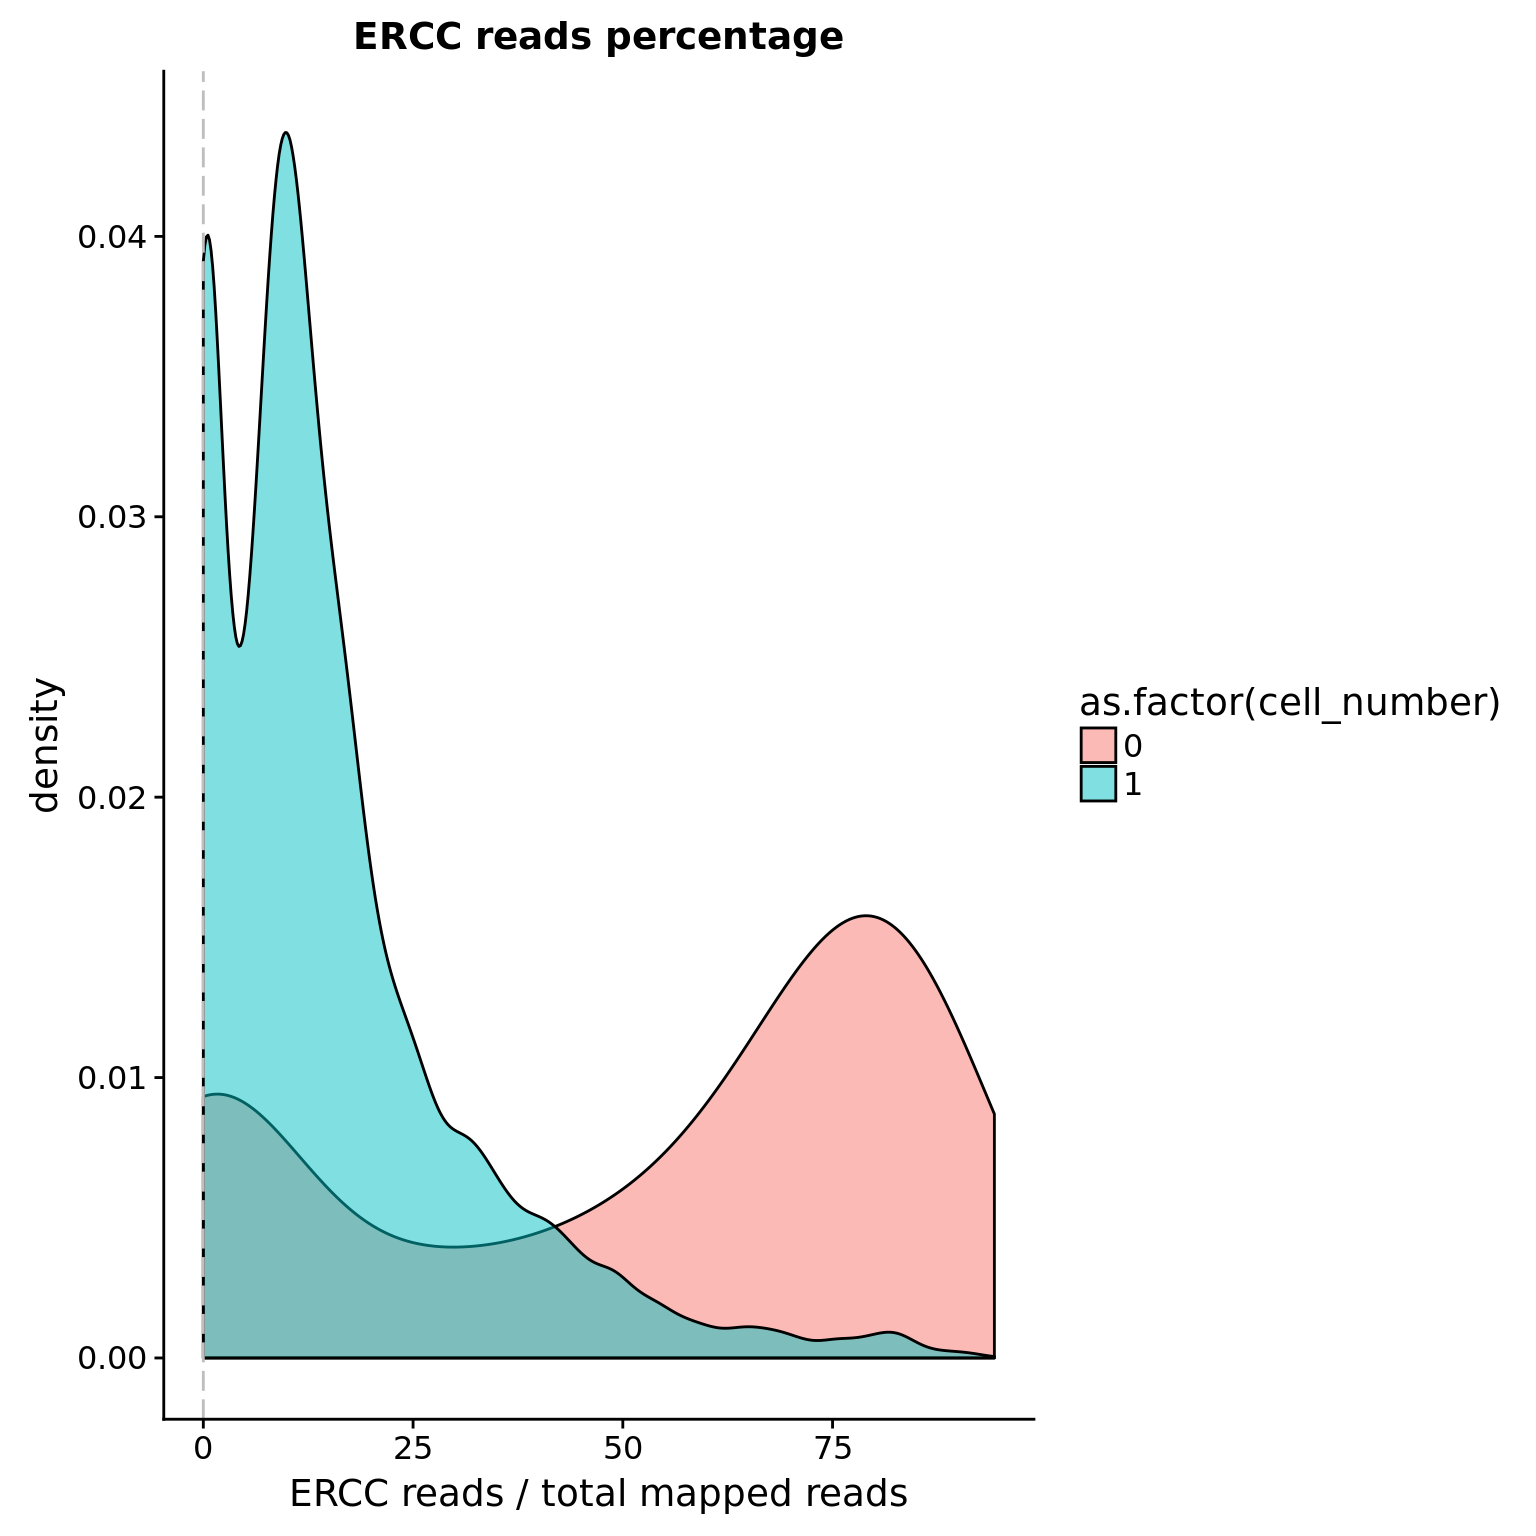 ERCC reads percentage
0.04
0.03
0.02
0.01
0.00
density
0 25 50 75
ERCC reads / total mapped reads
as.factor(cell_number)
0
1